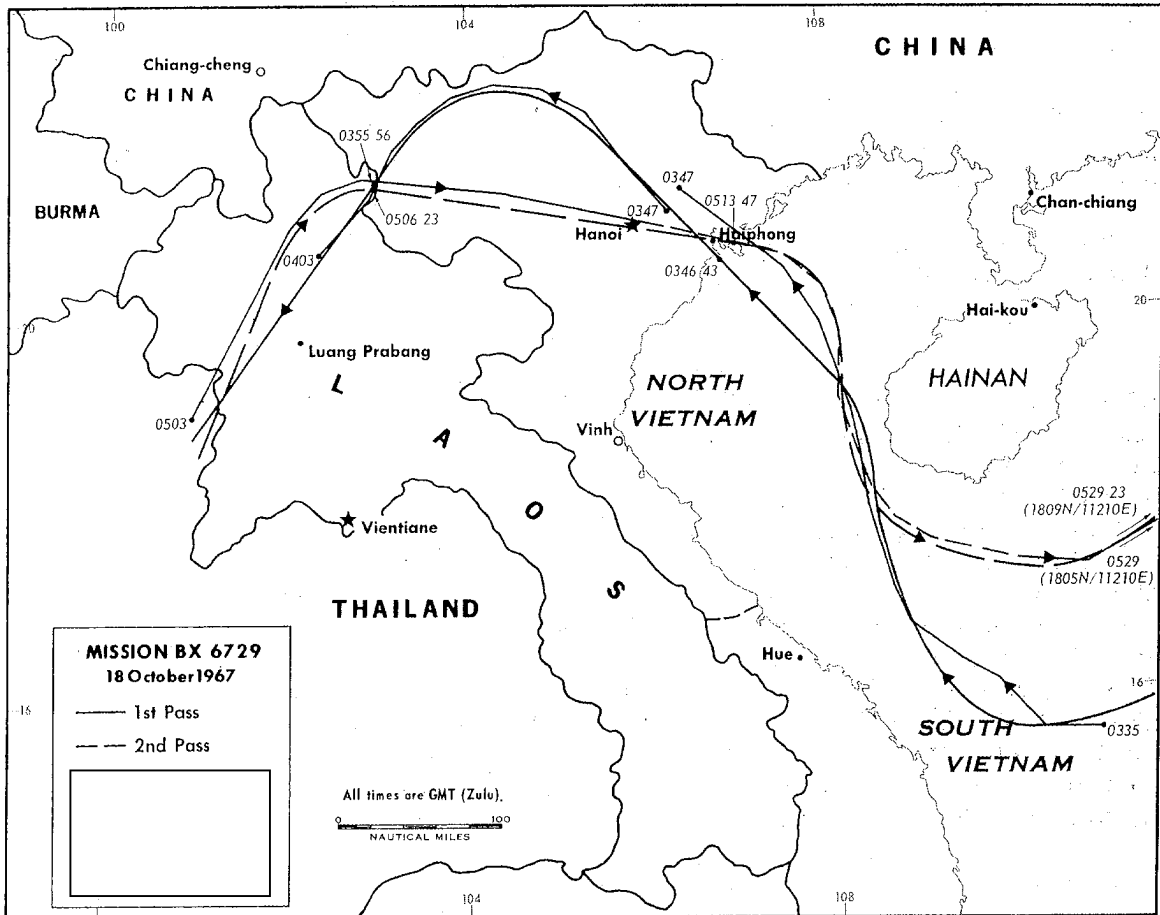 100
104
108
CHINA
Chiang-cheng
CHINA
0355 56
BURMA
0347
0513 47
0347
Chan-chiang
0506 23
Hanoi
Haiphong
0403
0346 43
20
Hai-kou
20
Luang Prabang
HAINAN
NORTH
VIETNAM
L
A
O
S
0503
Vinh
0529 23
(1809N/11210E)
Vientiane
0529
(1805N/11210E)
THAILAND
MISSION BX 6729
18 October 1967
1st Pass
2nd Pass
Hue
16
16
SOUTH
VIETNAM
0335
All times are GMT (Zulu).
0
100
NAUTICAL MILES
104
108